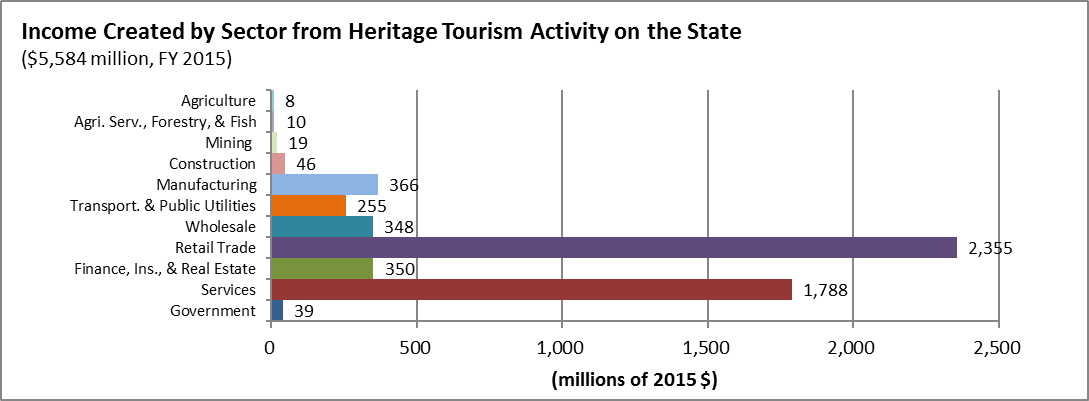 Income Created by Sector from Heritage Tourism Activity on the State
($5,584 million, FY 2015)
Agriculture 8
Agri. Serv., Forestry, & Fish 10
Mining 19
Construction 46
Manufacturing 366
Transport. & Public Utilities 255
Wholesale 348
Retail Trade 2,355
Finance, Ins., & Real Estate 350
Services 1,788
Government 39
0 500 1,000 1,500 2,000 2,500
(millions of 2015 $)